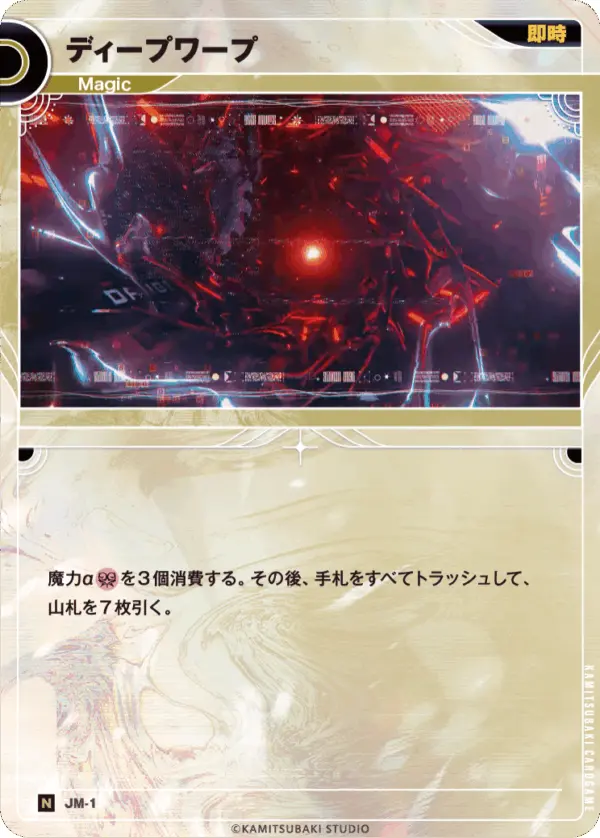 ディープワープ
即時
Magic
魔力α を3個消費する。その後、手札をすべてトラッシュして、
山札を7枚引く。
KAMITSUBAKI CARDGAME
N JM-1
©KAMITSUBAKI STUDIO